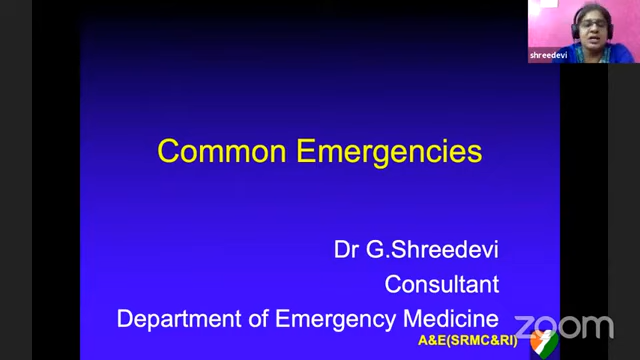 shreedevi
Common Emergencies
Dr G.Shreedevi
Consultant
Department of Emergency Medicine
A&E(SRMC&RI)
zoom